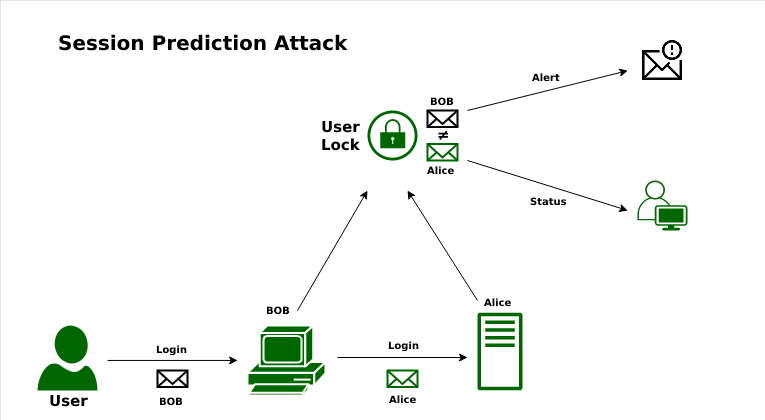 Session Prediction Attack
Alert
BOB
User
Lock
≠
Alice
Status
BOB
Alice
Login
Login
User
BOB
Alice